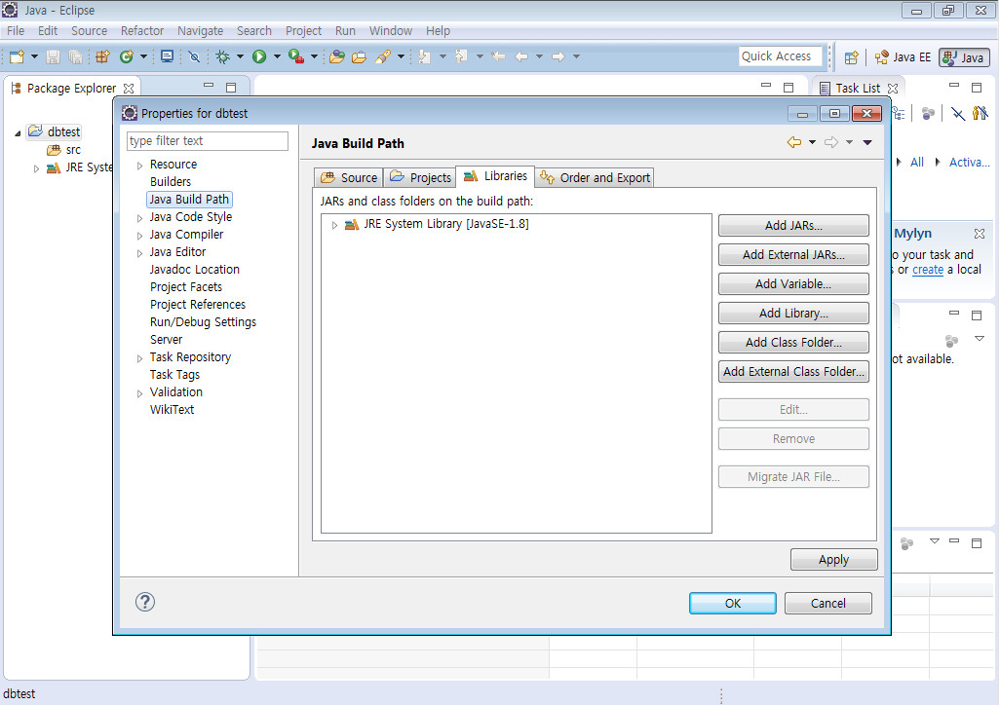 Java - Eclipse
File Edit Source Refactor Navigate Search Project Run Window Help
Quick Access
Java EE
Java
Package Explorer
Task List
dbtest
src
JRE Syste
All
Activa...
Mylyn
o your task and
or create a local
ot available.
Properties for dbtest
type filter text
Resource
Builders
Java Build Path
Java Code Style
Java Compiler
Java Editor
Javadoc Location
Project Facets
Project References
Run/Debug Settings
Server
Task Repository
Task Tags
Validation
WikiText
Java Build Path
Source Projects Libraries Order and Export
JARs and class folders on the build path:
JRE System Library [JavaSE-1.8]
Add JARs...
Add External JARs...
Add Variable...
Add Library...
Add Class Folder...
Add External Class Folder...
Edit...
Remove
Migrate JAR File...
Apply
?
OK
Cancel
dbtest